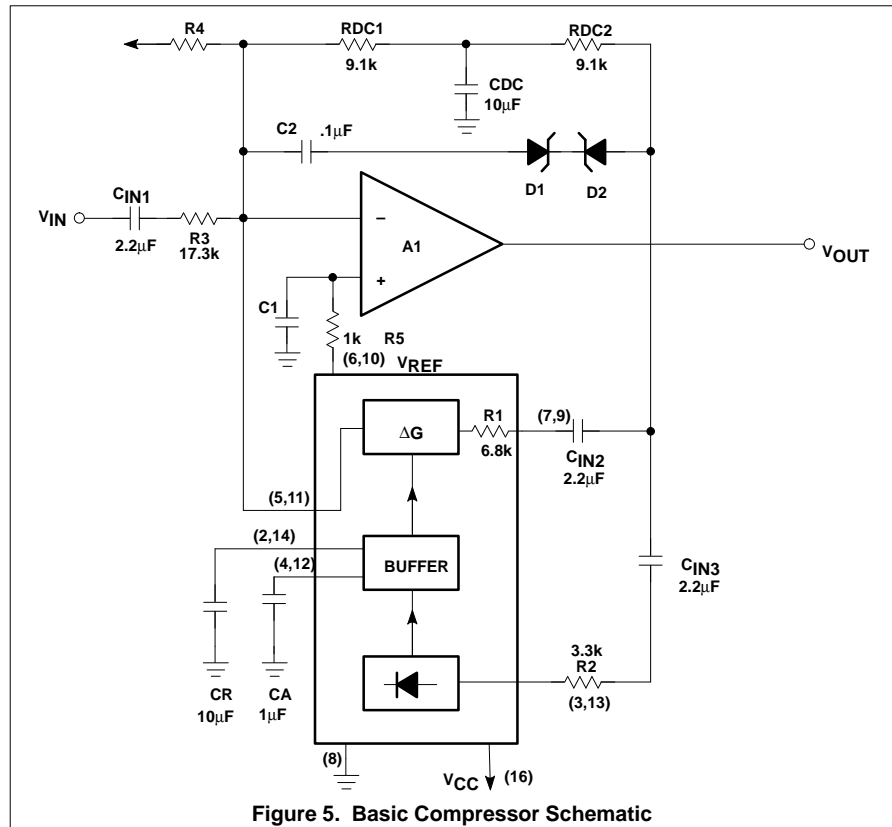 R4
RDC1
RDC2
9.1k
9.1k
CDC
10µF
C2
.1µF
D1
D2
CIN1
VIN
2.2µF
R3
17.3k
–
A1
+
VOUT
C1
1k
R5
(6,10)
VREF
ΔG
R1
6.8k
(7,9)
CIN2
2.2µF
(5,11)
(2,14)
(4,12)
BUFFER
CIN3
2.2µF
3.3k
R2
(3,13)
CR
10µF
CA
1µF
(8)
VCC
(16)
Figure 5. Basic Compressor Schematic